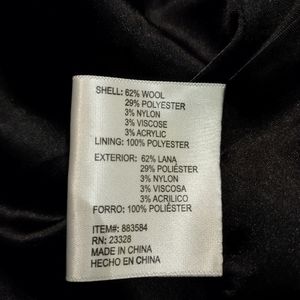 SHELL: 62% WOOL
29% POLYESTER
3% NYLON
3% VISCOSE
3% ACRYLIC
LINING: 100% POLYESTER
EXTERIOR: 62% LANA
29% POLIÉSTER
3% NYLON
3% VISCOSA
3% ACRILICO
FORRO: 100% POLIÉSTER
ITEM#: 883584
RN: 23328
MADE IN CHINA
HECHO EN CHINA